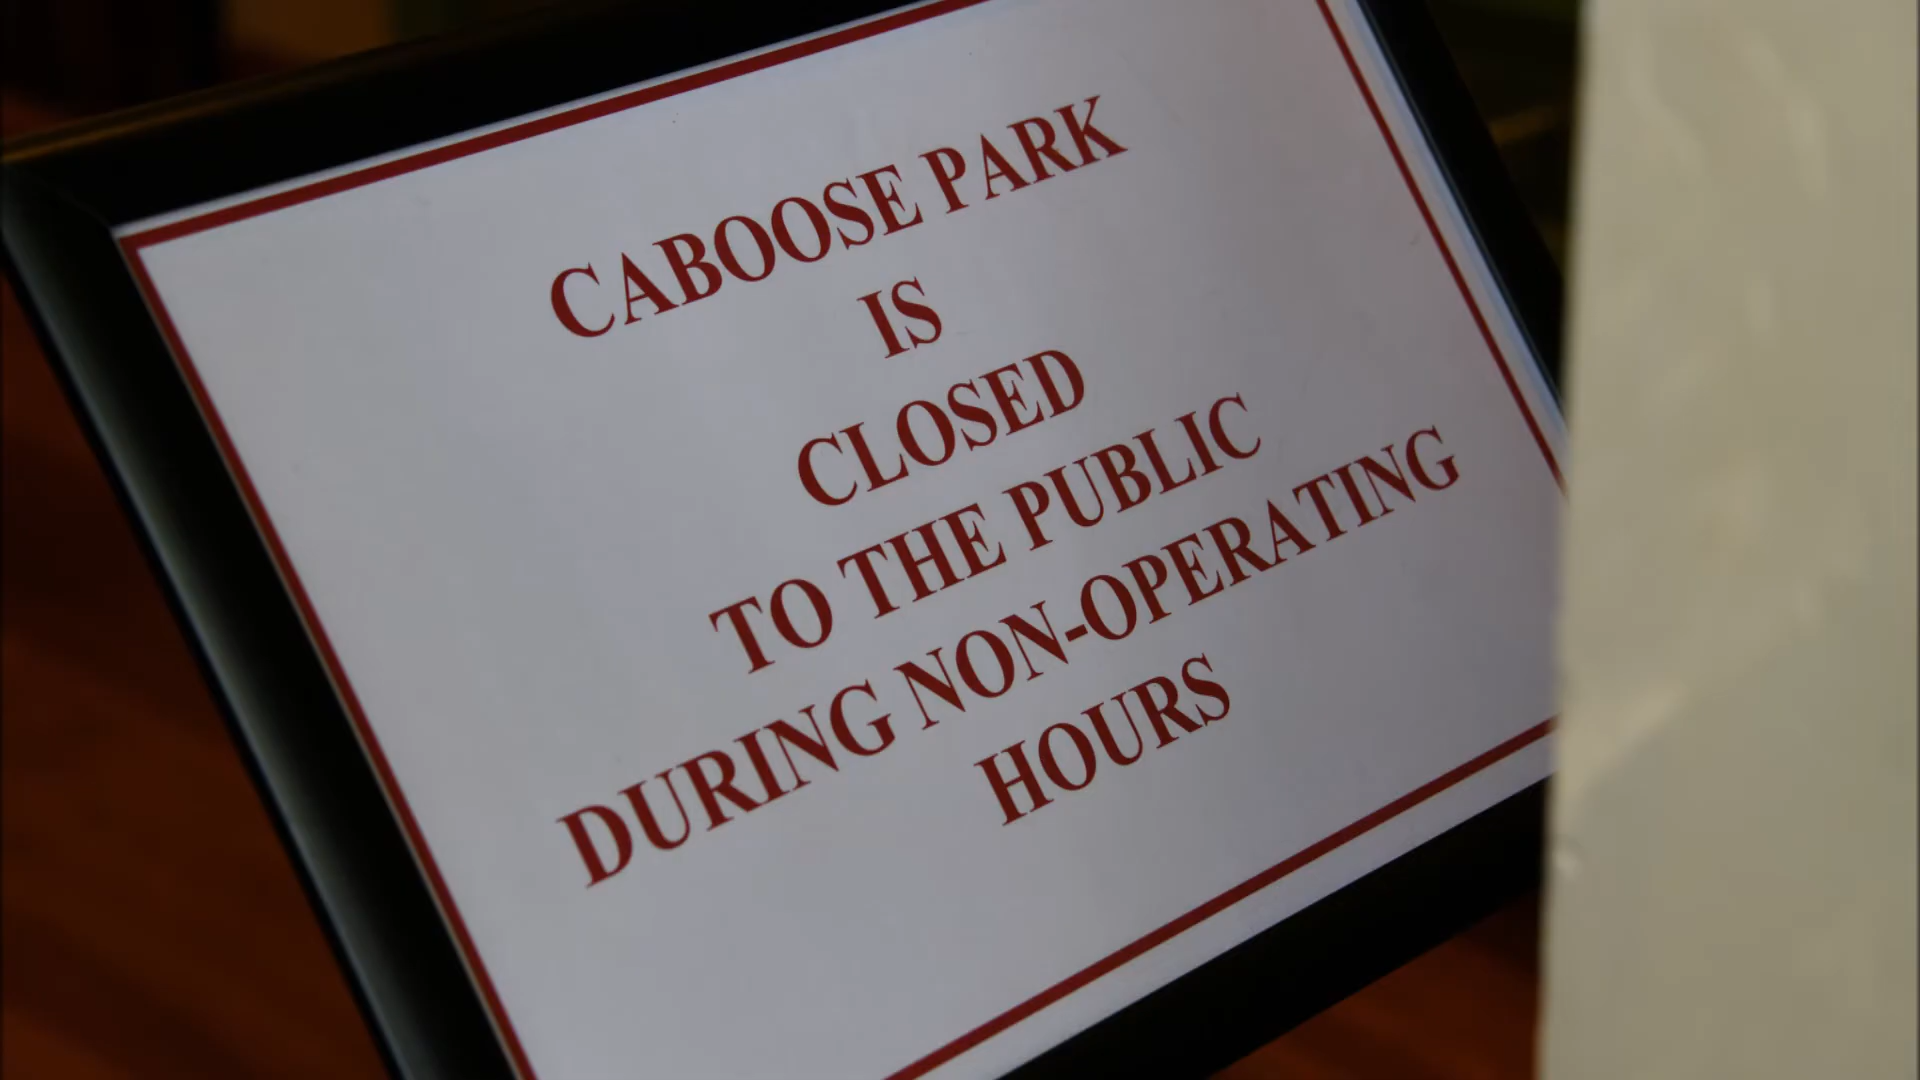 CABOOSE PARK
IS
CLOSED
TO THE PUBLIC
DURING NON-OPERATING
HOURS